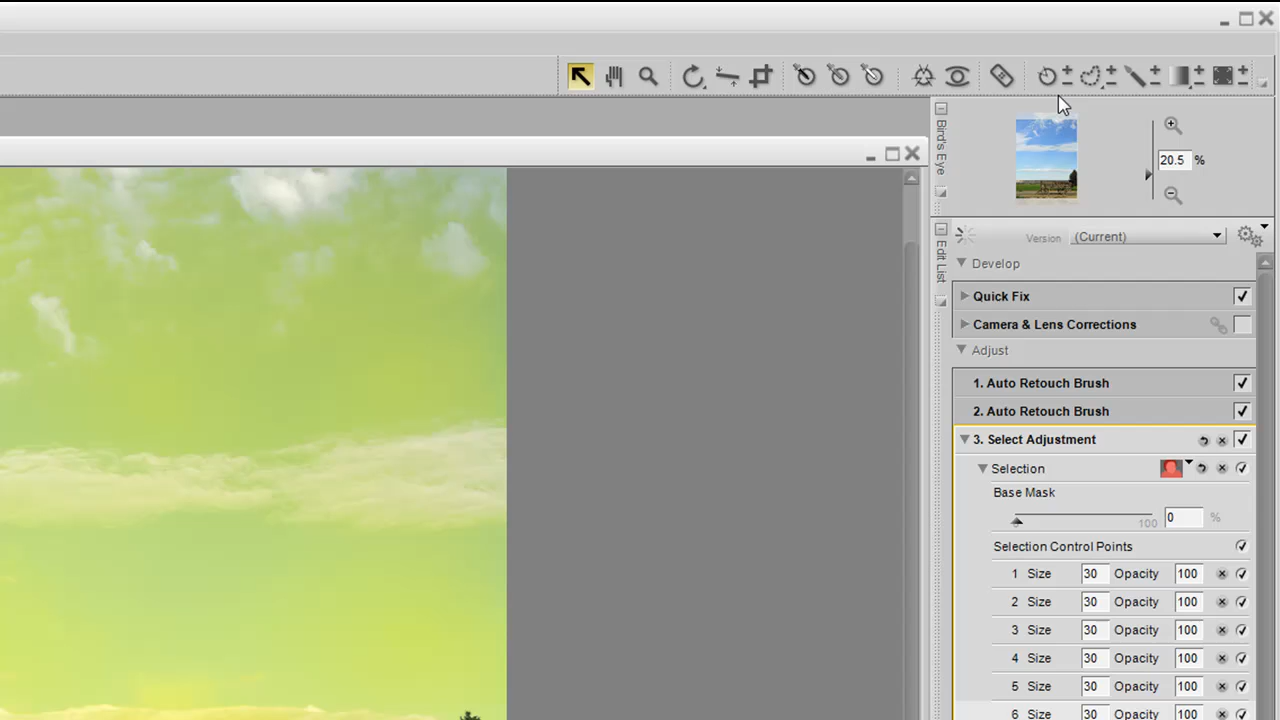 Bird's Eye
20.5 %
Edit List
Version (Current)
Develop
Quick Fix
Camera & Lens Corrections
Adjust
1. Auto Retouch Brush
2. Auto Retouch Brush
3. Select Adjustment
Selection
Base Mask
100 0 %
Selection Control Points
1 Size 30 Opacity 100
2 Size 30 Opacity 100
3 Size 30 Opacity 100
4 Size 30 Opacity 100
5 Size 30 Opacity 100
6 Size 30 Opacity 100